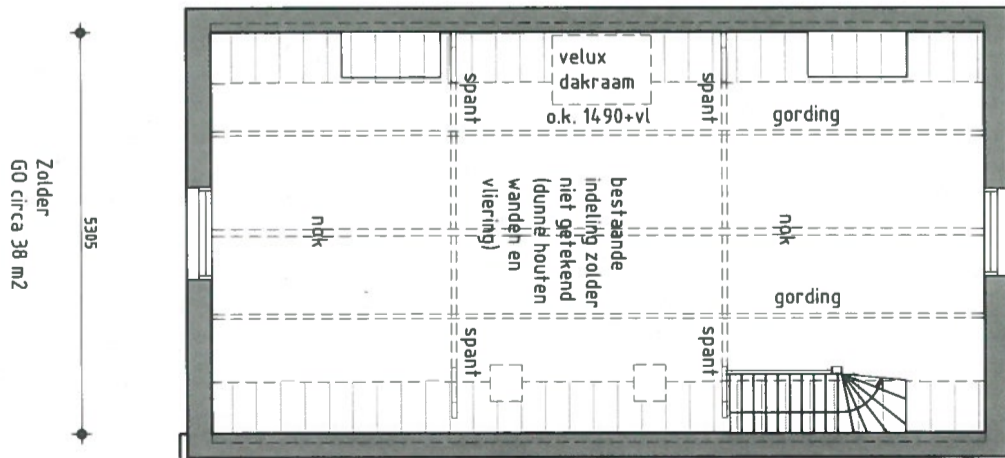 Zolder
GO circa 38 m2
5305
velux
dakraam
o.k. 1490+vl
spant
spant
gording
bestaande
indeling zolder
niet getekend
(dunne houten
wanden en
vliering)
nok
nok
gording
spant
spant